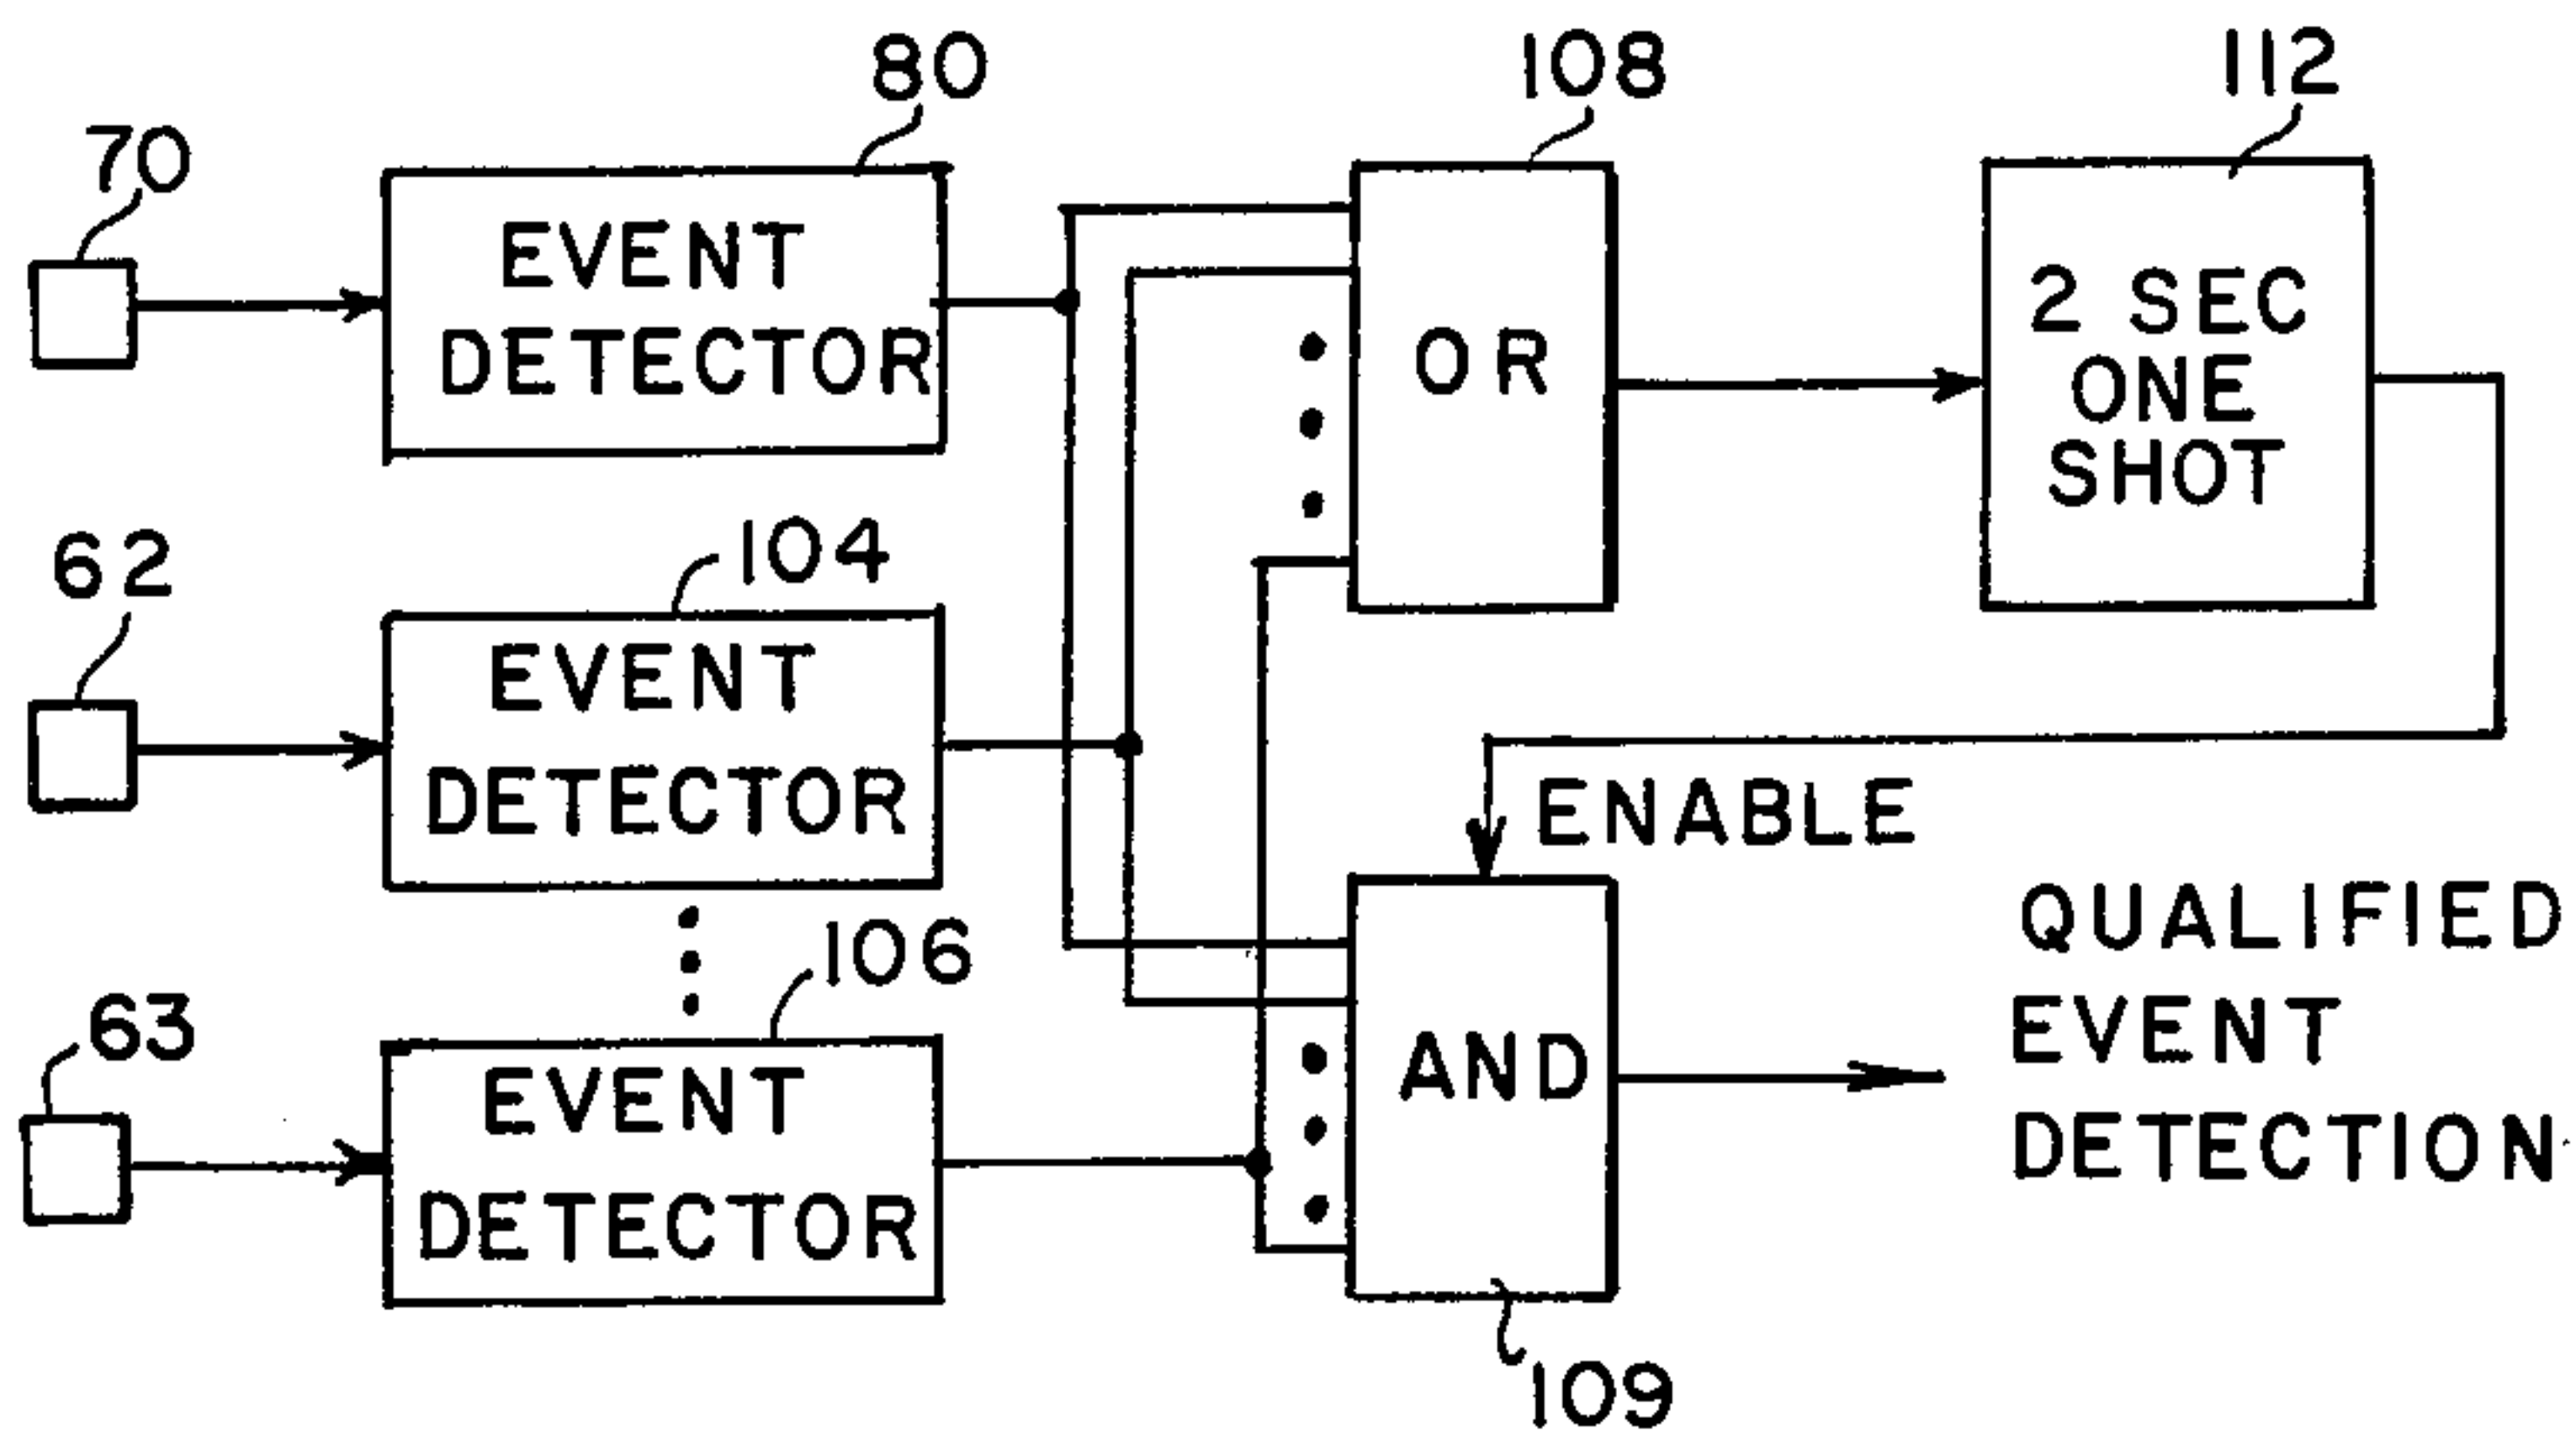 80
108
112
70
EVENT
DETECTOR
OR
2 SEC
ONE
SHOT
62
104
EVENT
DETECTOR
ENABLE
63
106
EVENT
DETECTOR
AND
QUALIFIED
EVENT
DETECTION
109